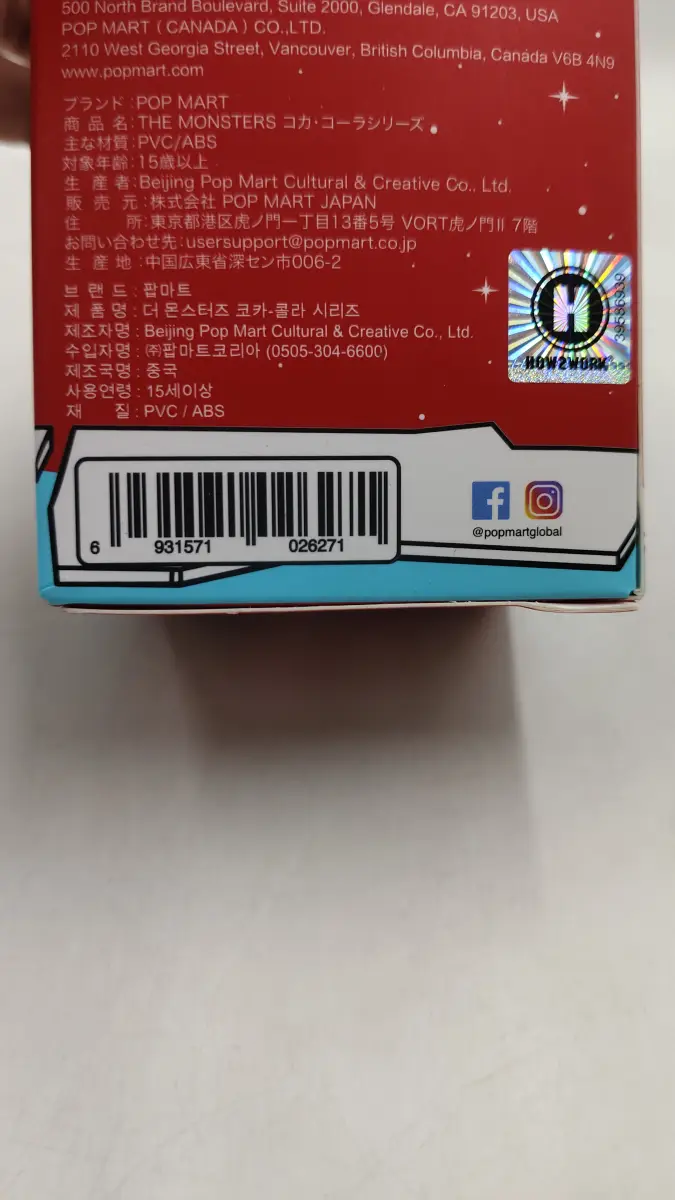 500 North Brand Boulevard, Suite 2000, Glendale, CA 91203, USA
POP MART ( CANADA ) CO.,LTD.
2110 West Georgia Street, Vancouver, British Columbia, Canada V6B 4N9
www.popmart.com
ブランド :POP MART
商 品 名:THE MONSTERS コカ·コーラシリーズ
主な材質:PVC/ABS
対象年齢:15歳以上
生 産 者:Beijing Pop Mart Cultural & Creative Co., Ltd.
販 売 元 :株式会社 POP MART JAPAN
住 所:東京都港区虎ノ門一丁目13番5号 VORT虎ノ門II 7階
お問い合わせ先:usersupport@popmart.co.jp
生 産 地 :中国広東省深セン市006-2
브 랜 드 : 팝마트
제 품 명 : 더 몬스터즈 코카-콜라 시리즈
제조자명 : Beijing Pop Mart Cultural & Creative Co., Ltd.
수입자명 : ㈜팝마트코리아 (0505-304-6600)
제조국명 : 중국
사용연령 : 15세이상
재 질 : PVC / ABS
H
HOW2WORK
6 931571 026271
@popmartglobal